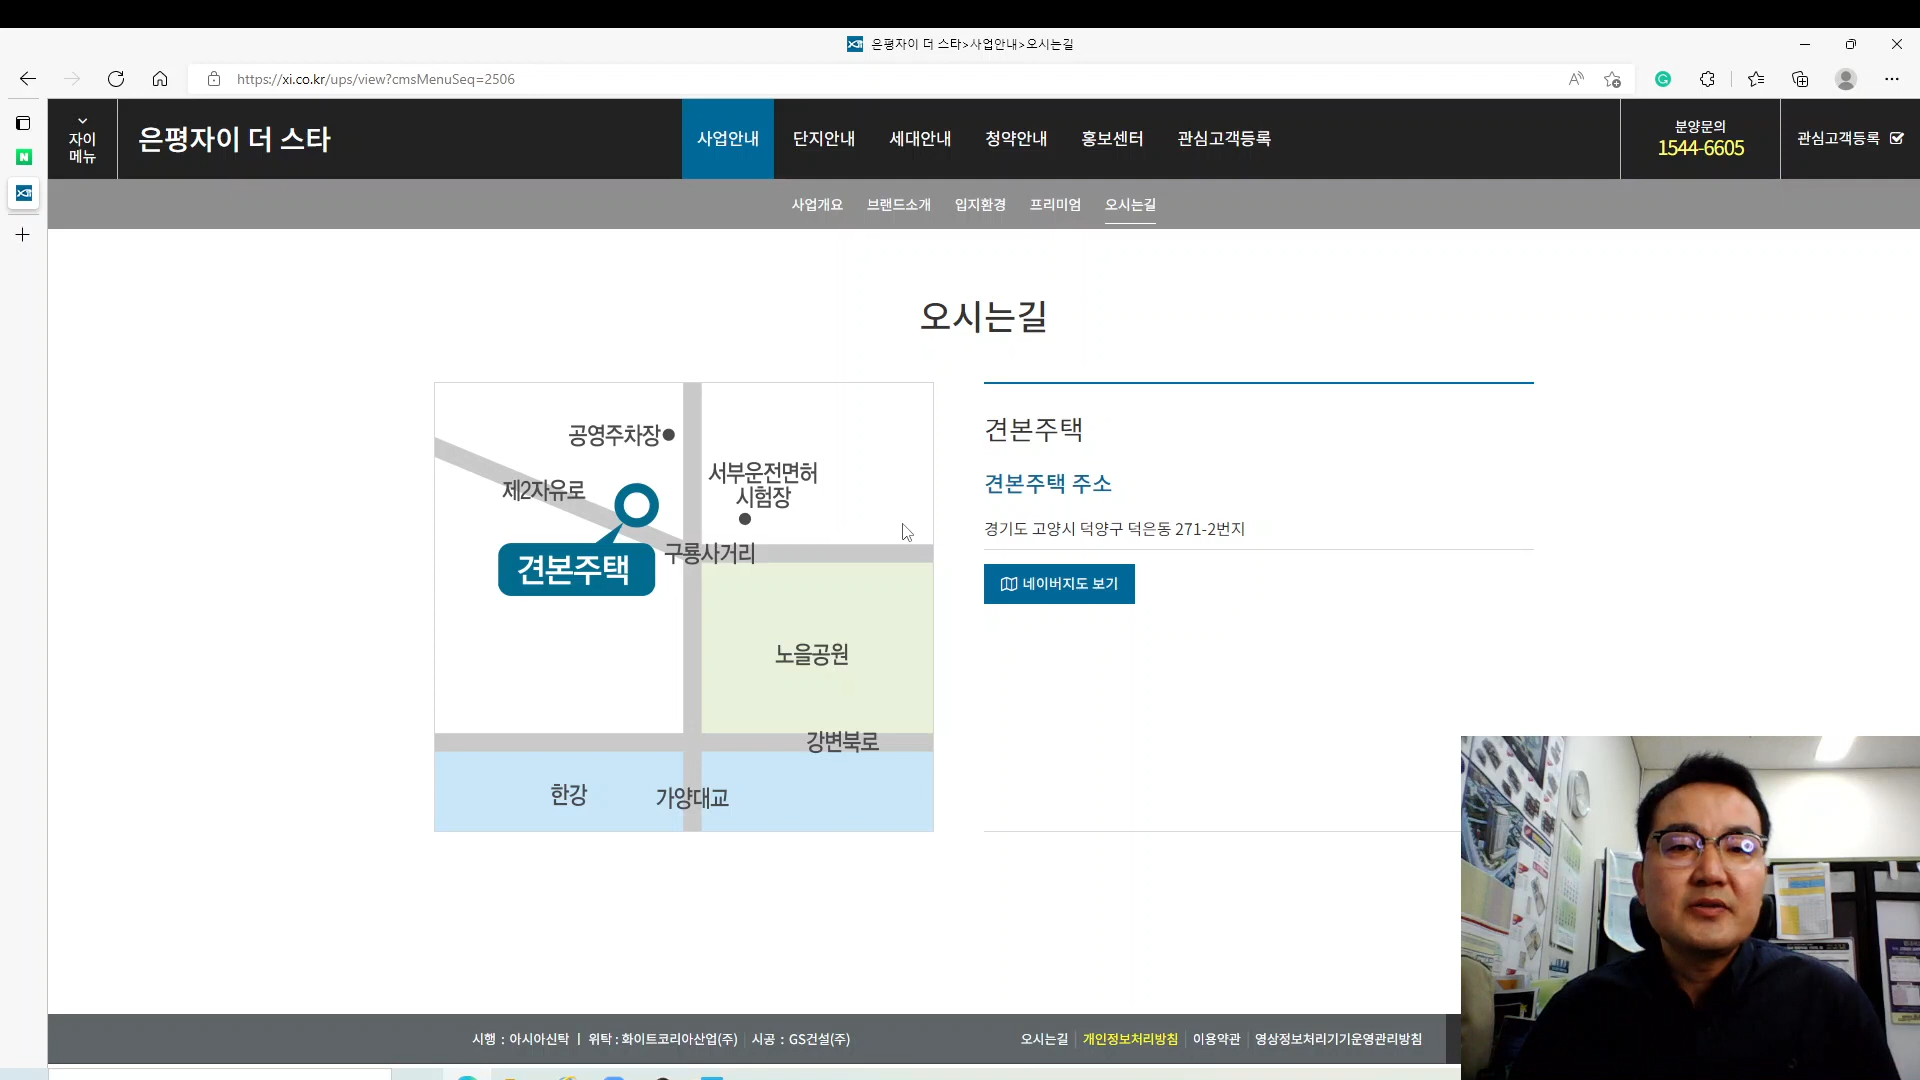 은평자이 더 스타>사업안내>오시는길
https://xi.co.kr/ups/view?cmsMenuSeq=2506
자이
메뉴
은평자이 더 스타
사업안내 단지안내 세대안내 청약안내 홍보센터 관심고객등록
분양문의
1544-6605
관심고객등록
사업개요 브랜드소개 입지환경 프리미엄 오시는길
오시는길
공영주차장
서부운전면허
시험장
제2자유로
구룡사거리
견본주택
노을공원
강변북로
한강
가양대교
견본주택
견본주택 주소
경기도 고양시 덕양구 덕은동 271-2번지
네이버지도 보기
시행 : 아시아신탁 | 위탁 : 화이트코리아산업(주) 시공 : GS건설(주)
오시는길 개인정보처리방침 이용약관 영상정보처리기기운영관리방침